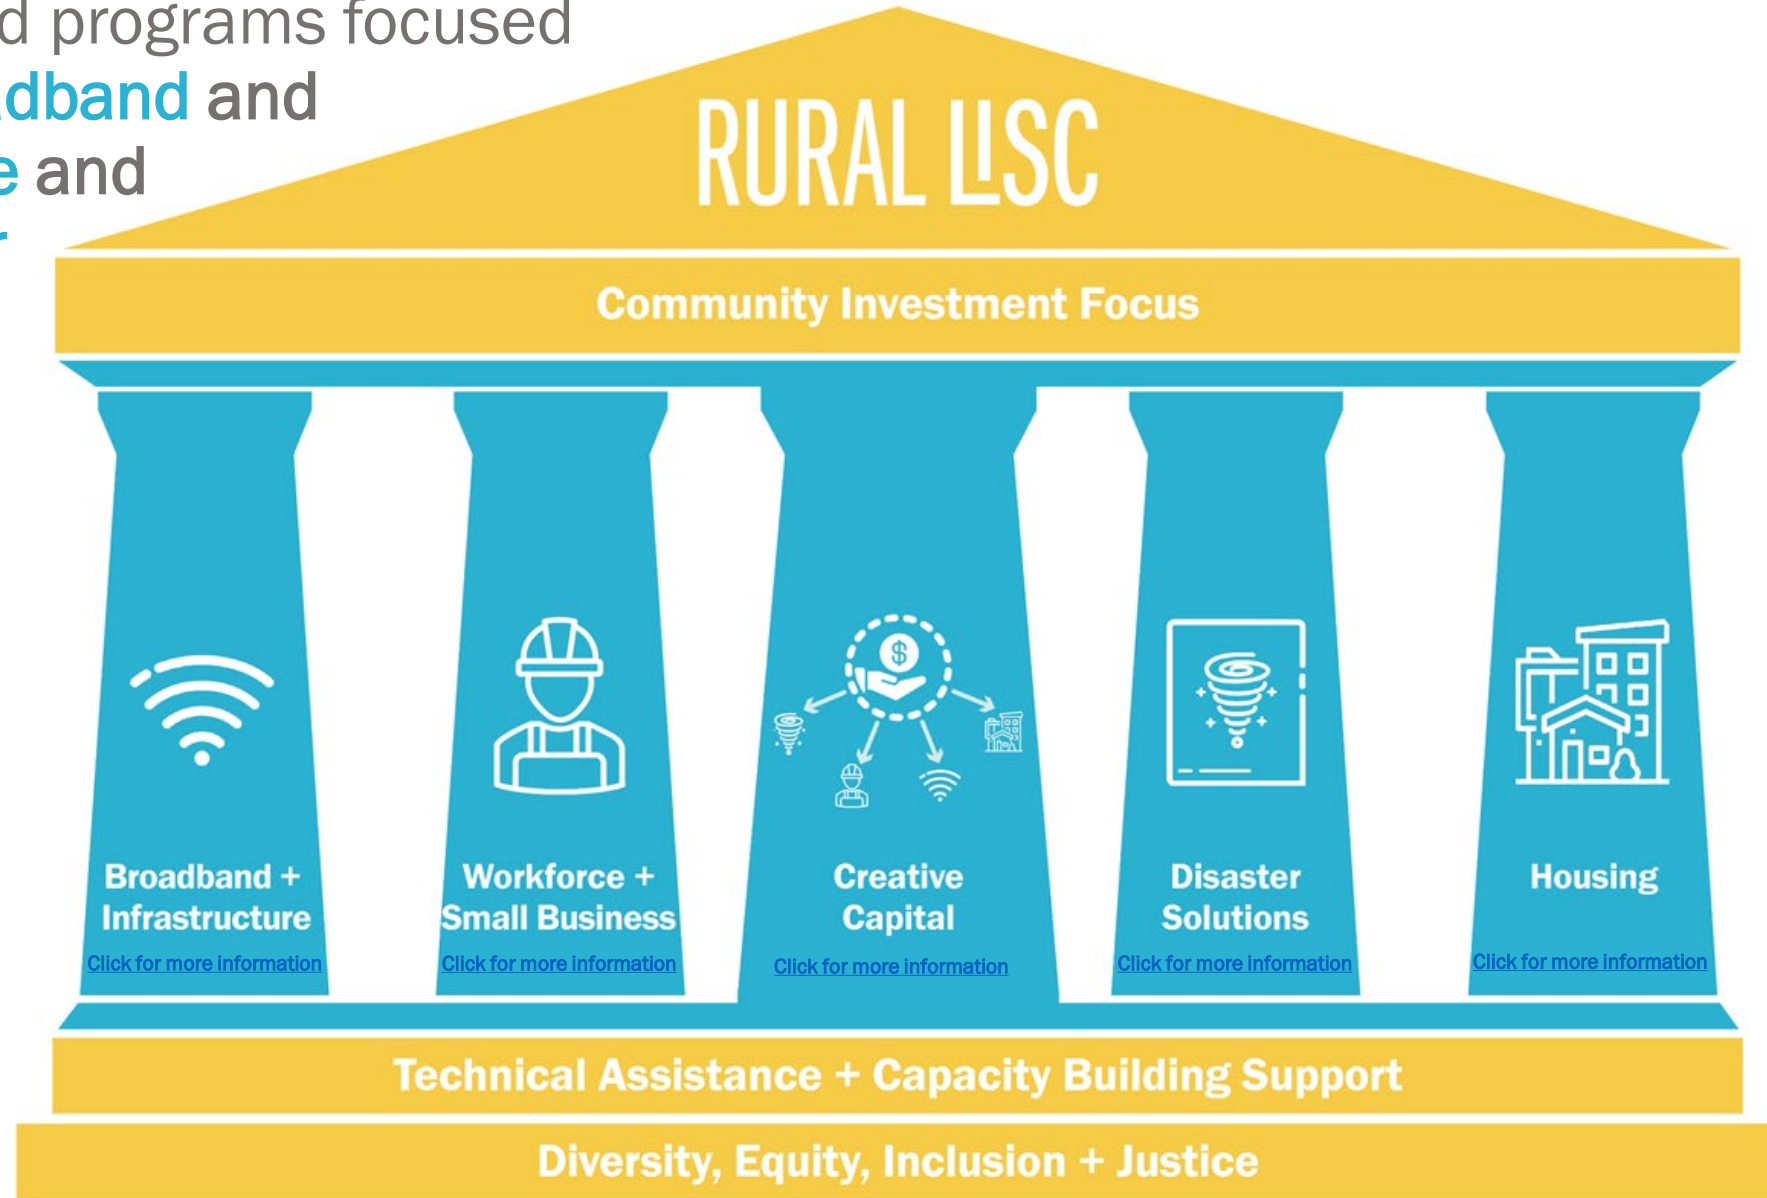 d programs focused
dband and
e and
RURAL LISC
Community Investment Focus
$
Broadband +
Infrastructure
Click for more information
Workforce +
Small Business
Click for more information
Creative
Capital
Click for more information
Disaster
Solutions
Click for more information
Housing
Click for more information
Technical Assistance + Capacity Building Support
Diversity, Equity, Inclusion + Justice